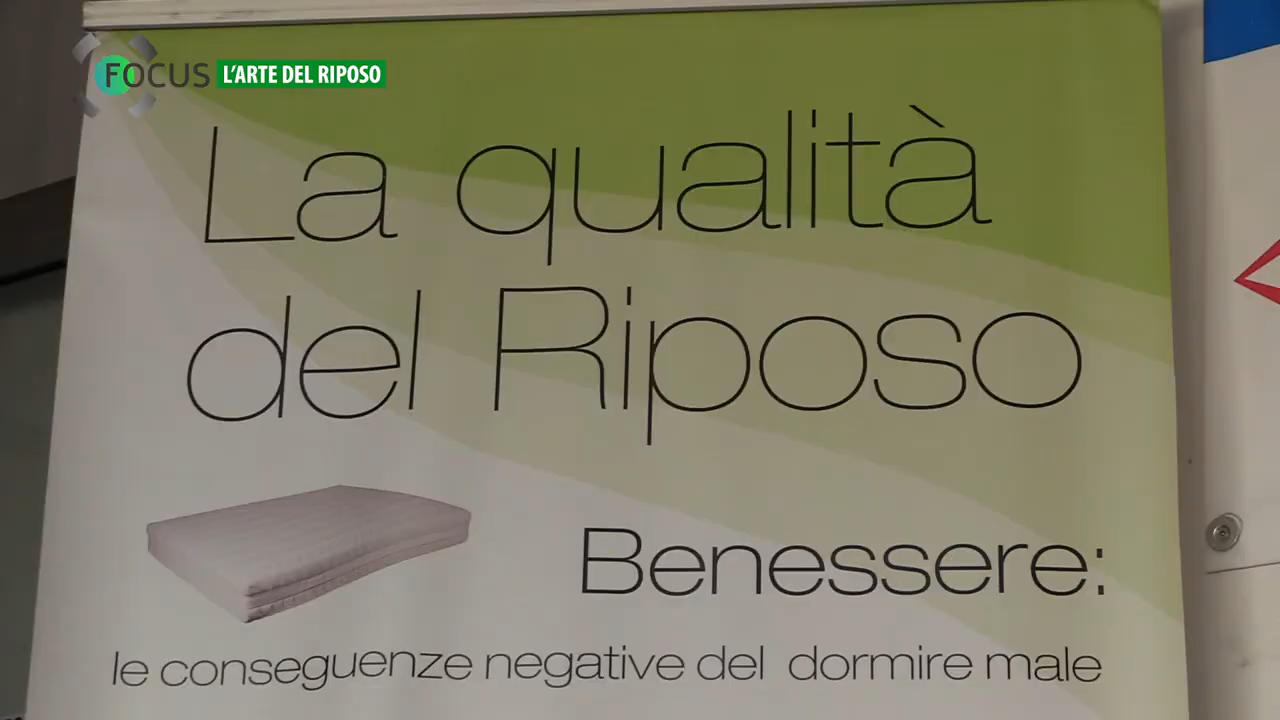 FOCUS L'ARTE DEL RIPOSO
La qualità
del Riposo
Benessere:
le conseguenze negative del dormire male